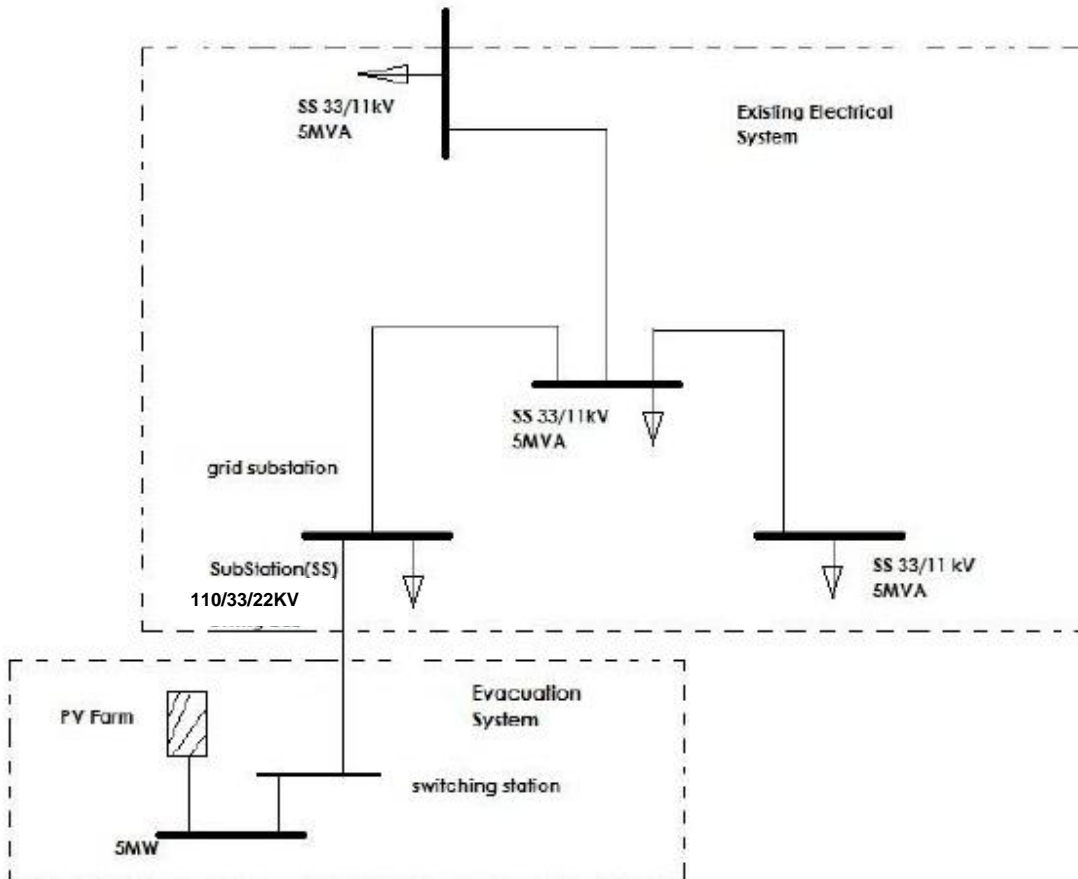 SS 33/11kV
5MVA
Existing Electrical
System
SS 33/11kV
5MVA
grid substation
SubStation(SS)
110/33/22KV
SS 33/11 kV
5MVA
Evacuation
System
PV Farm
switching station
5MW